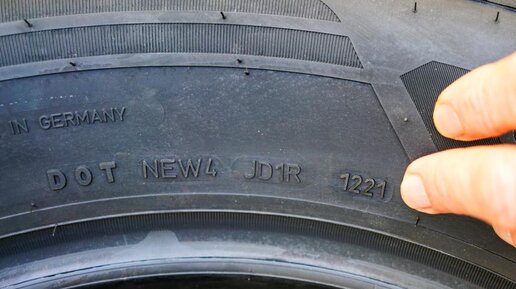 IN GERMANY
DOT NEW4 JD1R 1221